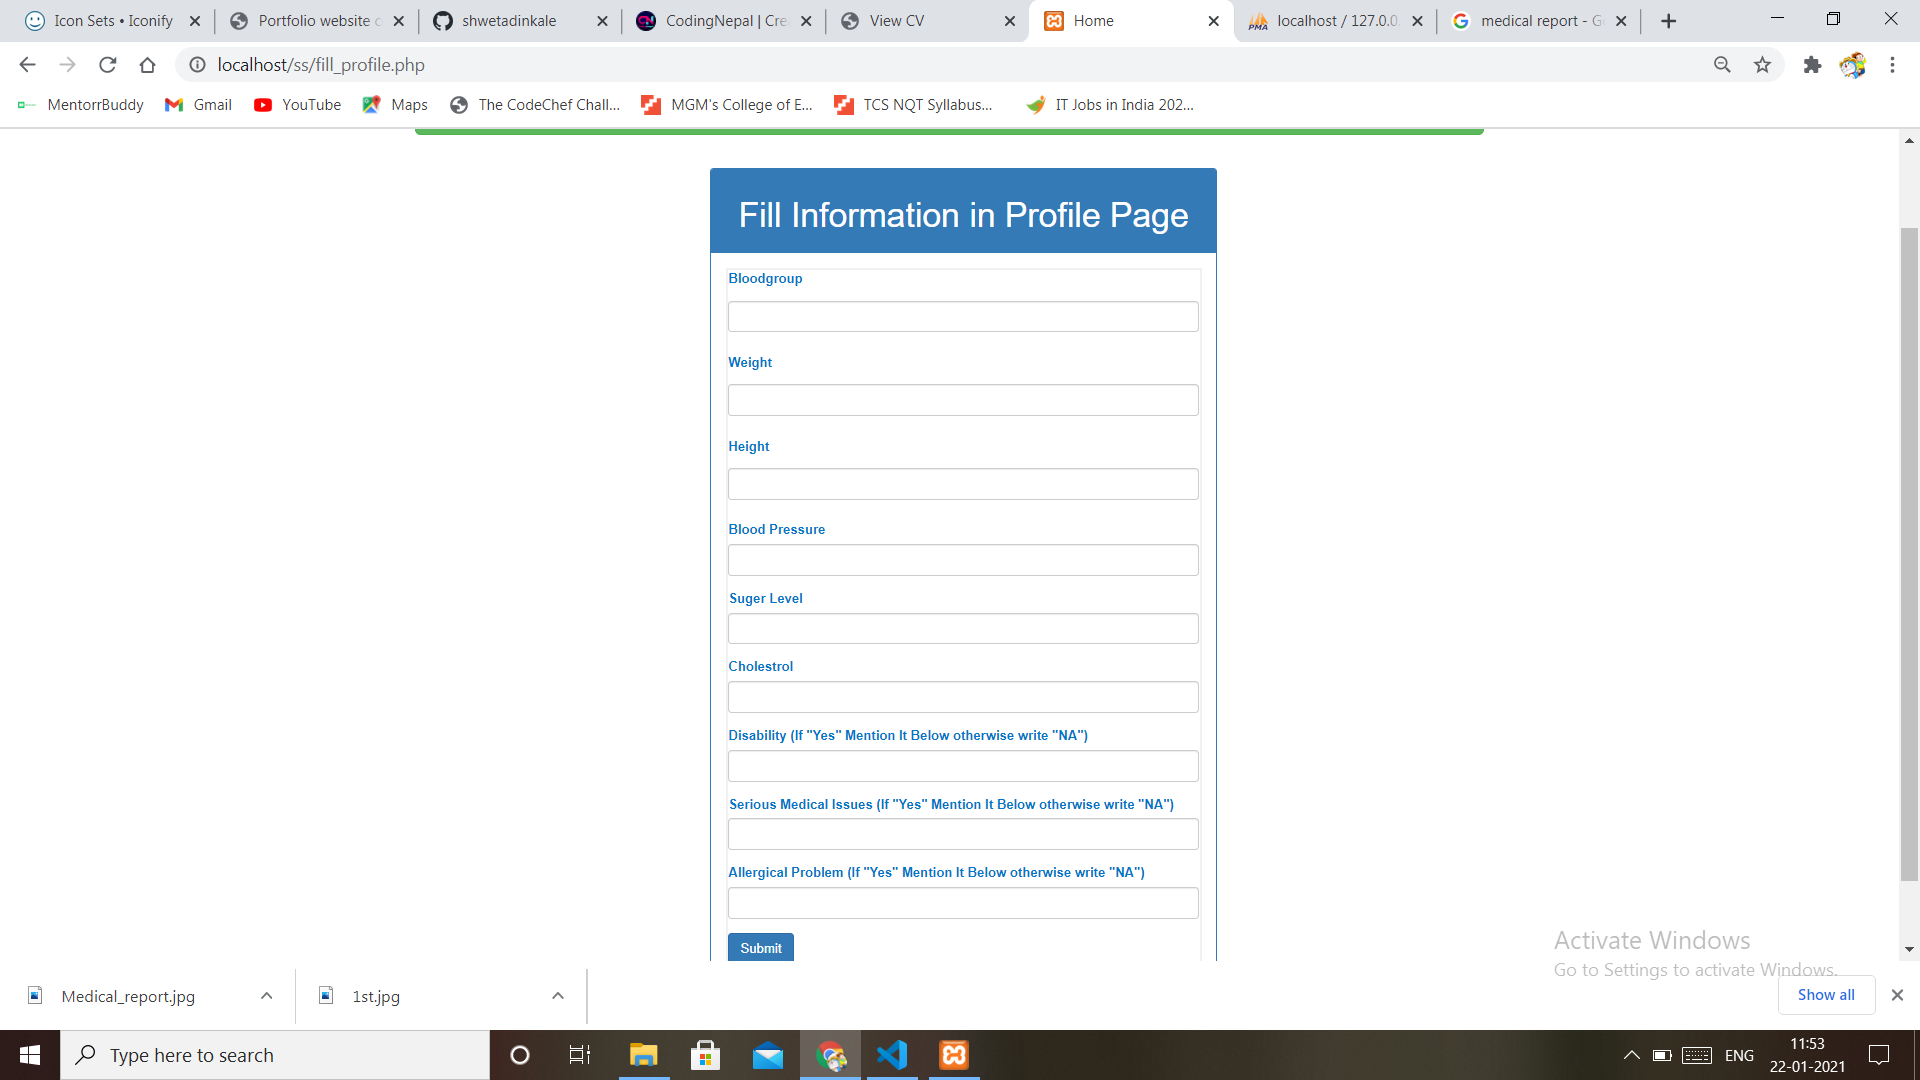 Icon Sets • Iconify
Portfolio website c
shwetadinkale
CodingNepal | Cre
View CV
Home
localhost / 127.0.0
medical report - G
localhost/ss/fill_profile.php
MentorrBuddy
Gmail
YouTube
Maps
The CodeChef Chall...
MGM's College of E...
TCS NQT Syllabus...
IT Jobs in India 202...
Fill Information in Profile Page
Bloodgroup
Weight
Height
Blood Pressure
Suger Level
Cholestrol
Disability (If "Yes" Mention It Below otherwise write "NA")
Serious Medical Issues (If "Yes" Mention It Below otherwise write "NA")
Allergical Problem (If "Yes" Mention It Below otherwise write "NA")
Submit
Activate Windows
Go to Settings to activate Windows.
Medical_report.jpg
1st.jpg
Show all
Type here to search
ENG
11:53
22-01-2021